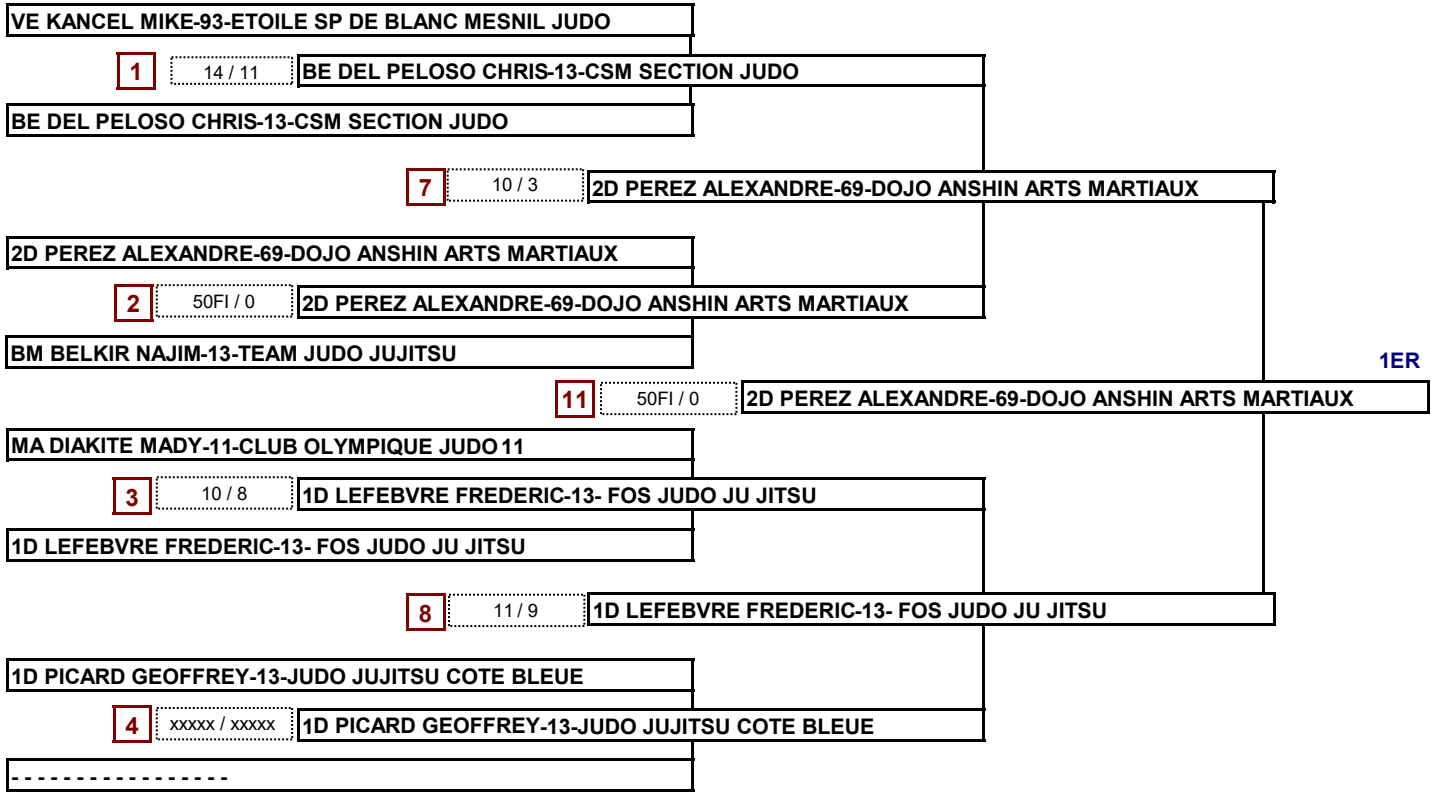 VE KANCEL MIKE-93-ETOILE SP DE BLANC MESNIL JUDO
1 14 / 11 BE DEL PELOSO CHRIS-13-CSM SECTION JUDO
BE DEL PELOSO CHRIS-13-CSM SECTION JUDO
7 10 / 3 2D PEREZ ALEXANDRE-69-DOJO ANSHIN ARTS MARTIAUX
2D PEREZ ALEXANDRE-69-DOJO ANSHIN ARTS MARTIAUX
2 50FI / 0 2D PEREZ ALEXANDRE-69-DOJO ANSHIN ARTS MARTIAUX
BM BELKIR NAJIM-13-TEAM JUDO JUJITSU
1ER
11 50FI / 0 2D PEREZ ALEXANDRE-69-DOJO ANSHIN ARTS MARTIAUX
MA DIAKITE MADY-11-CLUB OLYMPIQUE JUDO 11
3 10 / 8 1D LEFEBVRE FREDERIC-13- FOS JUDO JU JITSU
1D LEFEBVRE FREDERIC-13- FOS JUDO JU JITSU
8 11 / 9 1D LEFEBVRE FREDERIC-13- FOS JUDO JU JITSU
1D PICARD GEOFFREY-13-JUDO JUJITSU COTE BLEUE
4 xxxxx / xxxxx 1D PICARD GEOFFREY-13-JUDO JUJITSU COTE BLEUE
- - - - - - - - - - - - - - - - -